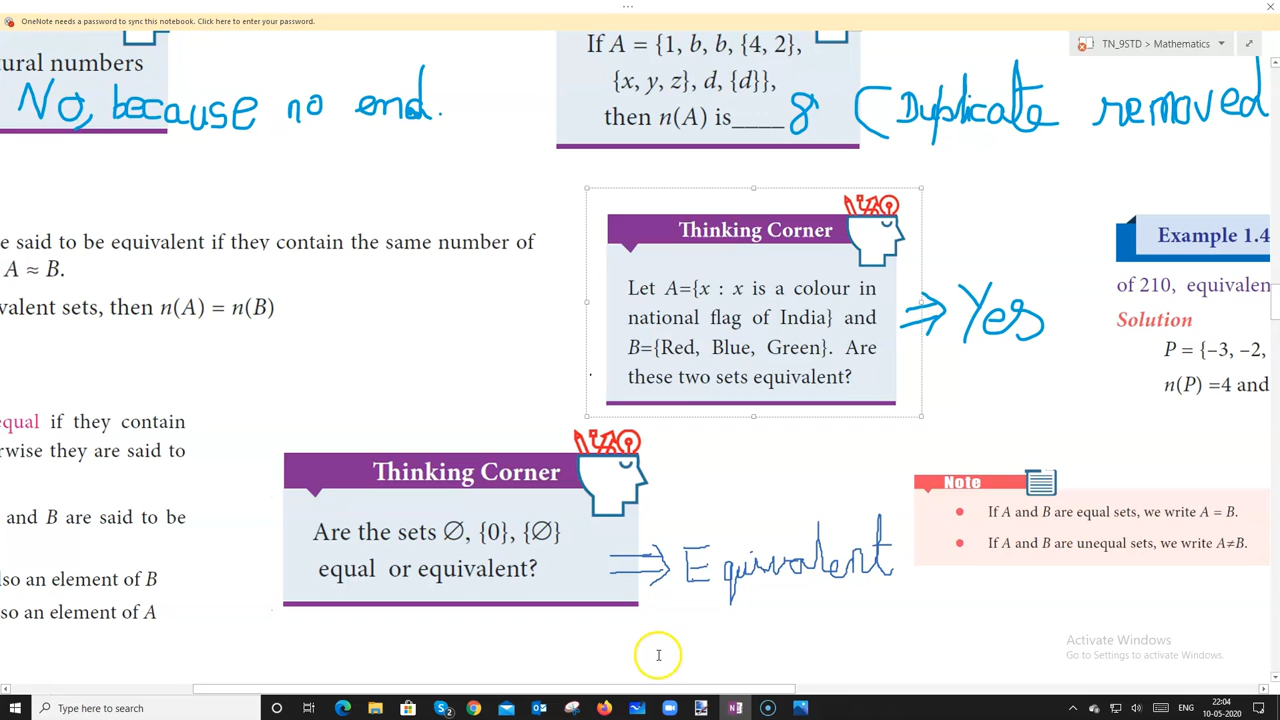 OneNote needs a password to sync this notebook. Click here to enter your password.
TN_9STD > Mathematics
tural numbers
No, because no end.
If A = {1, b, b, {4, 2},
{x, y, z}, d, {d}},
then n(A) is____ 8 (Duplicate removed
e said to be equivalent if they contain the same number of
A ≈ B.
valent sets, then n(A) = n(B)
Thinking Corner
Let A={x : x is a colour in
national flag of India} and
B={Red, Blue, Green}. Are
these two sets equivalent?
⇒ Yes
Example 1.4
of 210, equivalen
Solution
P = {–3, –2,
n(P) =4 and
equal if they contain
rwise they are said to
and B are said to be
lso an element of B
so an element of A
Thinking Corner
Are the sets ∅, {0}, {∅}
equal or equivalent?
⇒ Equivalent
Note
• If A and B are equal sets, we write A = B.
• If A and B are unequal sets, we write A≠B.
Activate Windows
Go to Settings to activate Windows.
Type here to search
ENG
22:04
10-05-2020